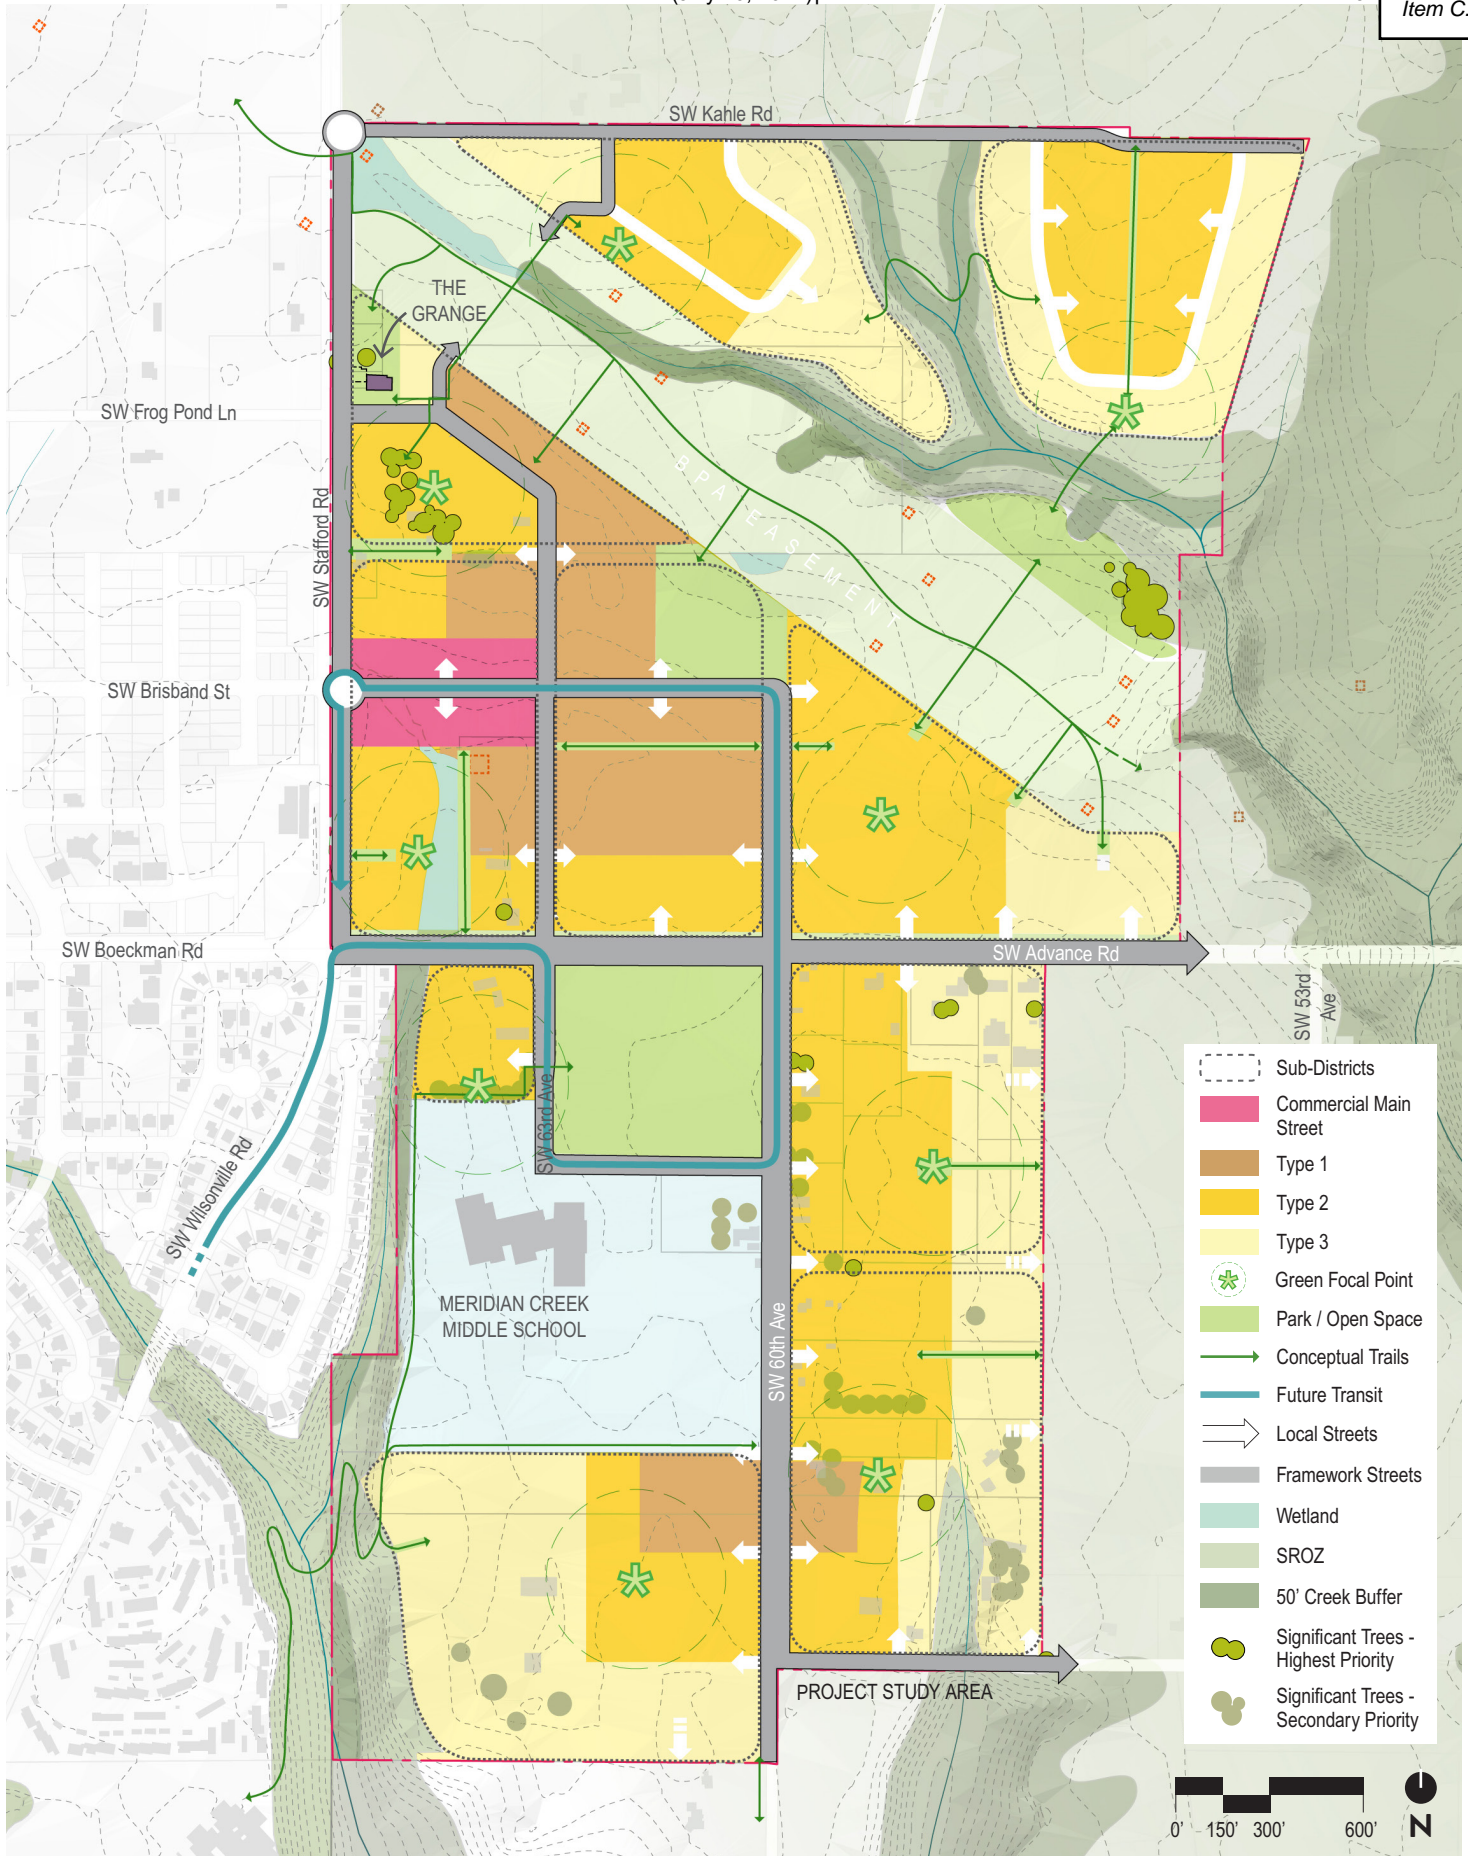 Item C.
SW Kahle Rd
THE
GRANGE
SW Frog Pond Ln
SW Stafford Rd
BPA EASEMENT
SW Brisband St
SW Boeckman Rd
SW Advance Rd
SW 53rd
Ave
SW 63rd Ave
SW Wilsonville Rd
MERIDIAN CREEK
MIDDLE SCHOOL
SW 60th Ave
PROJECT STUDY AREA
Sub-Districts
Commercial Main
Street
Type 1
Type 2
Type 3
Green Focal Point
Park / Open Space
Conceptual Trails
Future Transit
Local Streets
Framework Streets
Wetland
SROZ
50' Creek Buffer
Significant Trees -
Highest Priority
Significant Trees -
Secondary Priority
0' 150' 300' 600'
N